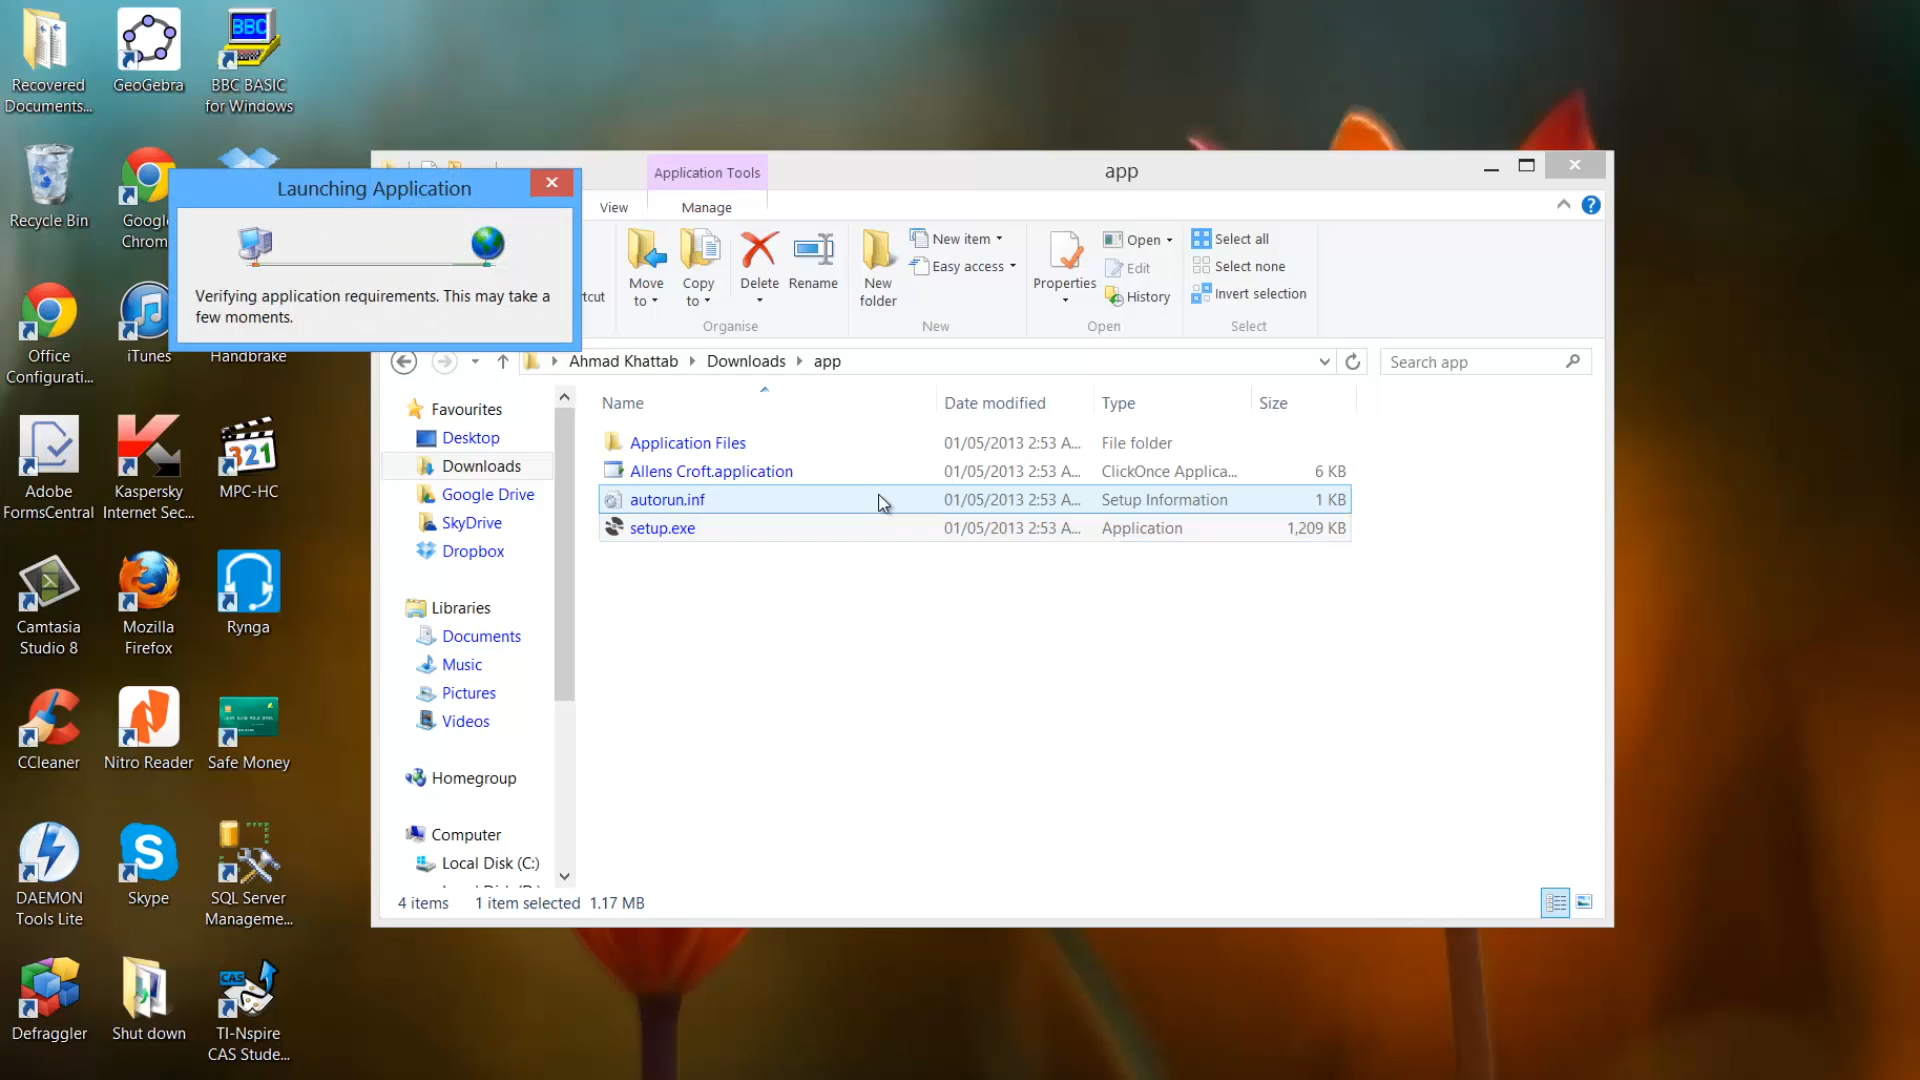 Recovered
Documents...
GeoGebra
BBC BASIC
for Windows
Recycle Bin
Google
Chrom
Office
Configurati...
iTunes
Handbrake
Adobe
FormsCentral
Kaspersky
Internet Sec...
MPC-HC
Camtasia
Studio 8
Mozilla
Firefox
Rynga
CCleaner
Nitro Reader
Safe Money
DAEMON
Tools Lite
Skype
SQL Server
Manageme...
Defraggler
Shut down
TI-Nspire
CAS Stude...
Launching Application
Verifying application requirements. This may take a
few moments.
Application Tools
app
View
Manage
Move
to
Copy
to
Delete
Rename
Organise
New
folder
New item
Easy access
New
Properties
Open
Edit
History
Open
Select all
Select none
Invert selection
Select
Ahmad Khattab
Downloads
app
Search app
Favourites
Desktop
Downloads
Google Drive
SkyDrive
Dropbox
Libraries
Documents
Music
Pictures
Videos
Homegroup
Computer
Local Disk (C:)
Name Date modified Type Size
Application Files 01/05/2013 2:53 A... File folder
Allens Croft.application 01/05/2013 2:53 A... ClickOnce Applica... 6 KB
autorun.inf 01/05/2013 2:53 A... Setup Information 1 KB
setup.exe 01/05/2013 2:53 A... Application 1,209 KB
4 items 1 item selected 1.17 MB